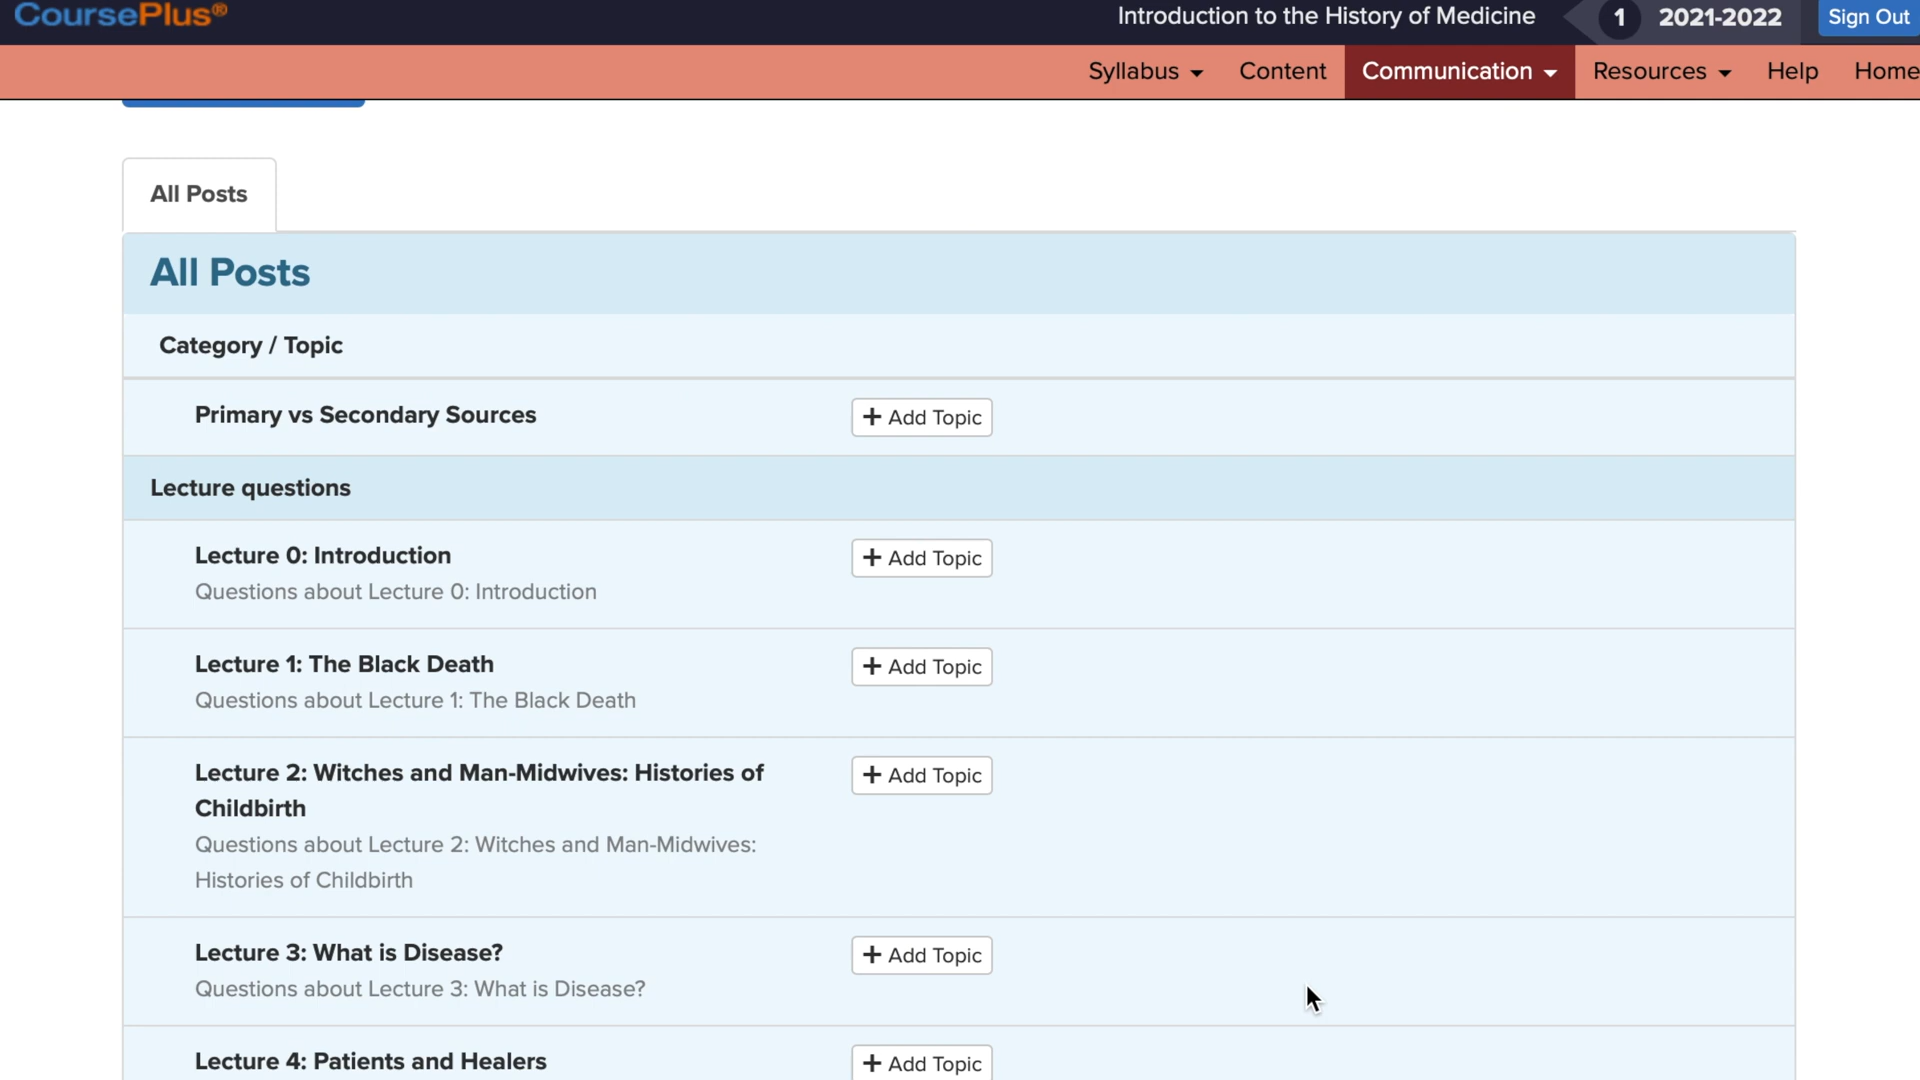 CoursePlus®
Introduction to the History of Medicine
1
2021-2022
Sign Out
Syllabus
Content
Communication
Resources
Help
Home
All Posts
All Posts
Category / Topic
Primary vs Secondary Sources
+ Add Topic
Lecture questions
Lecture 0: Introduction
+ Add Topic
Questions about Lecture 0: Introduction
Lecture 1: The Black Death
+ Add Topic
Questions about Lecture 1: The Black Death
Lecture 2: Witches and Man-Midwives: Histories of
Childbirth
+ Add Topic
Questions about Lecture 2: Witches and Man-Midwives:
Histories of Childbirth
Lecture 3: What is Disease?
+ Add Topic
Questions about Lecture 3: What is Disease?
Lecture 4: Patients and Healers
+ Add Topic